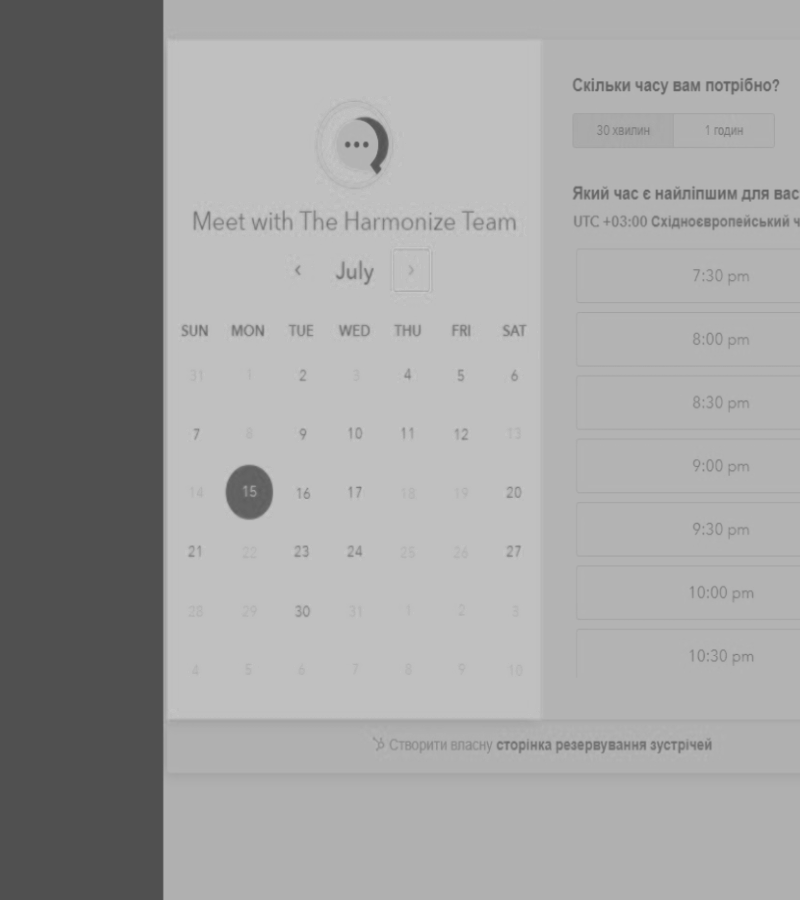 Meet with The Harmonize Team
‹ July ›
SUN MON TUE WED THU FRI SAT
31 1 2 3 4 5 6
7 8 9 10 11 12 13
14 15 16 17 18 19 20
21 22 23 24 25 26 27
28 29 30 31 1 2 3
4 5 6 7 8 9 10
Скільки часу вам потрібно?
30 хвилин 1 годин
Який час є найліпшим для вас
UTC +03:00 Східноєвропейський ч
7:30 pm
8:00 pm
8:30 pm
9:00 pm
9:30 pm
10:00 pm
10:30 pm
Створити власну сторінка резервування зустрічей